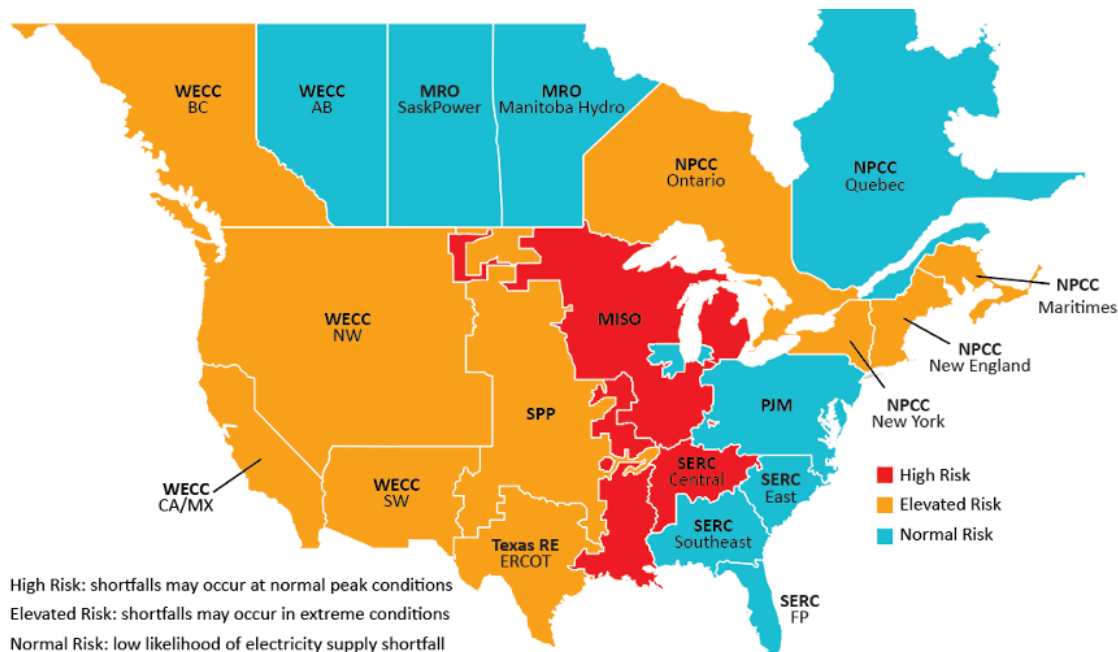 WECC
BC
WECC
AB
MRO
SaskPower
MRO
Manitoba Hydro
NPCC
Ontario
NPCC
Quebec
NPCC
Maritimes
WECC
NW
MISO
NPCC
New England
SPP
PJM
NPCC
New York
WECC
CA/MX
WECC
SW
SERC
Central
SERC
East
SERC
Southeast
Texas RE
ERCOT
SERC
FP
High Risk
Elevated Risk
Normal Risk
High Risk: shortfalls may occur at normal peak conditions
Elevated Risk: shortfalls may occur in extreme conditions
Normal Risk: low likelihood of electricity supply shortfall